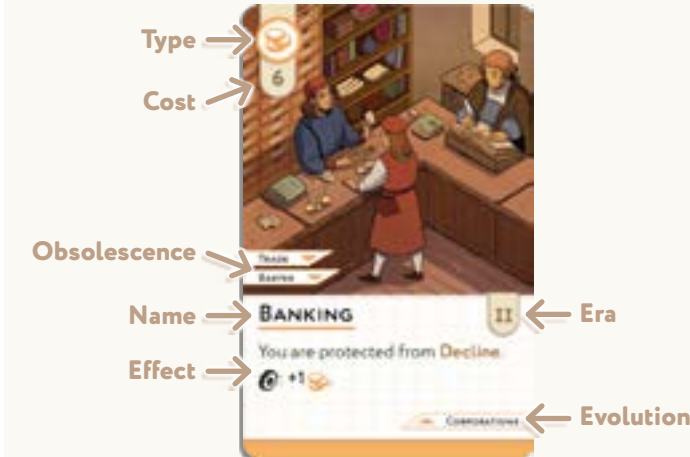 Type
Cost
6
Obsolescence
Trade
Barter
Name
Banking
II
Era
You are protected from Decline.
Effect
+1
Corporations
Evolution